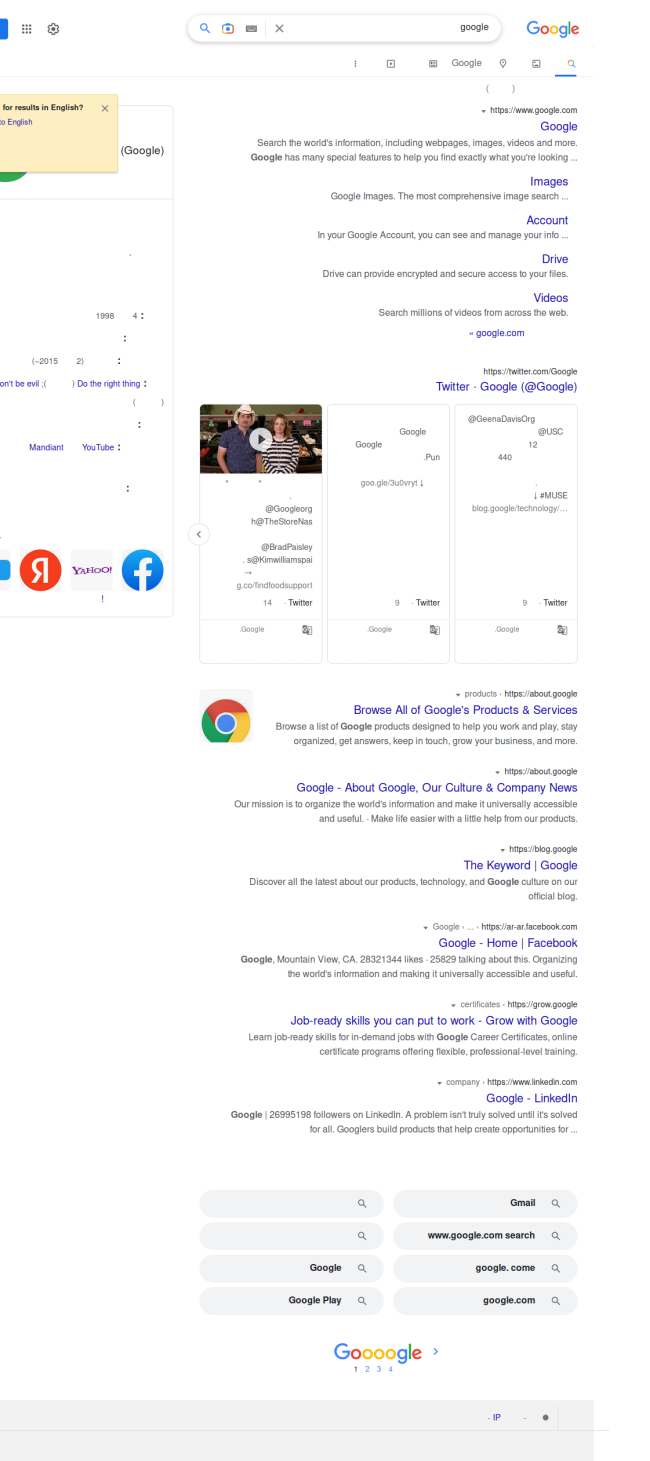 google
Google
Google
( )
https://www.google.com
Google
Search the world's information, including webpages, images, videos and more.
Google has many special features to help you find exactly what you're looking ...
Images
Google Images. The most comprehensive image search ...
Account
In your Google Account, you can see and manage your info ...
Drive
Drive can provide encrypted and secure access to your files.
Videos
Search millions of videos from across the web.
« google.com
https://twitter.com/Google
Twitter · Google (@Google)
@GeenaDavisOrg
@USC
12
440
.
↓ #MUSE
blog.google/technology/…
9 · Twitter
.Google
Google
Google
.Pun
goo.gle/3u0vryt ↓
9 · Twitter
.Google
* *
.
@Googleorg
h@TheStoreNas
@BradPaisley
. s@Kimwilliamspai
→
g.co/findfoodsupport
14 · Twitter
.Google
products › https://about.google
Browse All of Google's Products & Services
Browse a list of Google products designed to help you work and play, stay
organized, get answers, keep in touch, grow your business, and more.
https://about.google
Google - About Google, Our Culture & Company News
Our mission is to organize the world's information and make it universally accessible
and useful. · Make life easier with a little help from our products.
https://blog.google
The Keyword | Google
Discover all the latest about our products, technology, and Google culture on our
official blog.
Google › ... › https://ar-ar.facebook.com
Google - Home | Facebook
Google, Mountain View, CA. 28321344 likes · 25829 talking about this. Organizing
the world's information and making it universally accessible and useful.
certificates › https://grow.google
Job-ready skills you can put to work - Grow with Google
Learn job-ready skills for in-demand jobs with Google Career Certificates, online
certificate programs offering flexible, professional-level training.
company › https://www.linkedin.com
Google - LinkedIn
Google | 26995198 followers on LinkedIn. A problem isn't truly solved until it's solved
for all. Googlers build products that help create opportunities for ...
Gmail
www.google.com search
Google
google. come
Google Play
google.com
Goooogle
1 2 3 4
- IP -
for results in English?
to English
(Google)
.
1998 4 :
:
(–2015 2) :
on't be evil ;( ) Do the right thing :
( )
:
Mandiant YouTube :
:
.
Я
YAHOO!
!